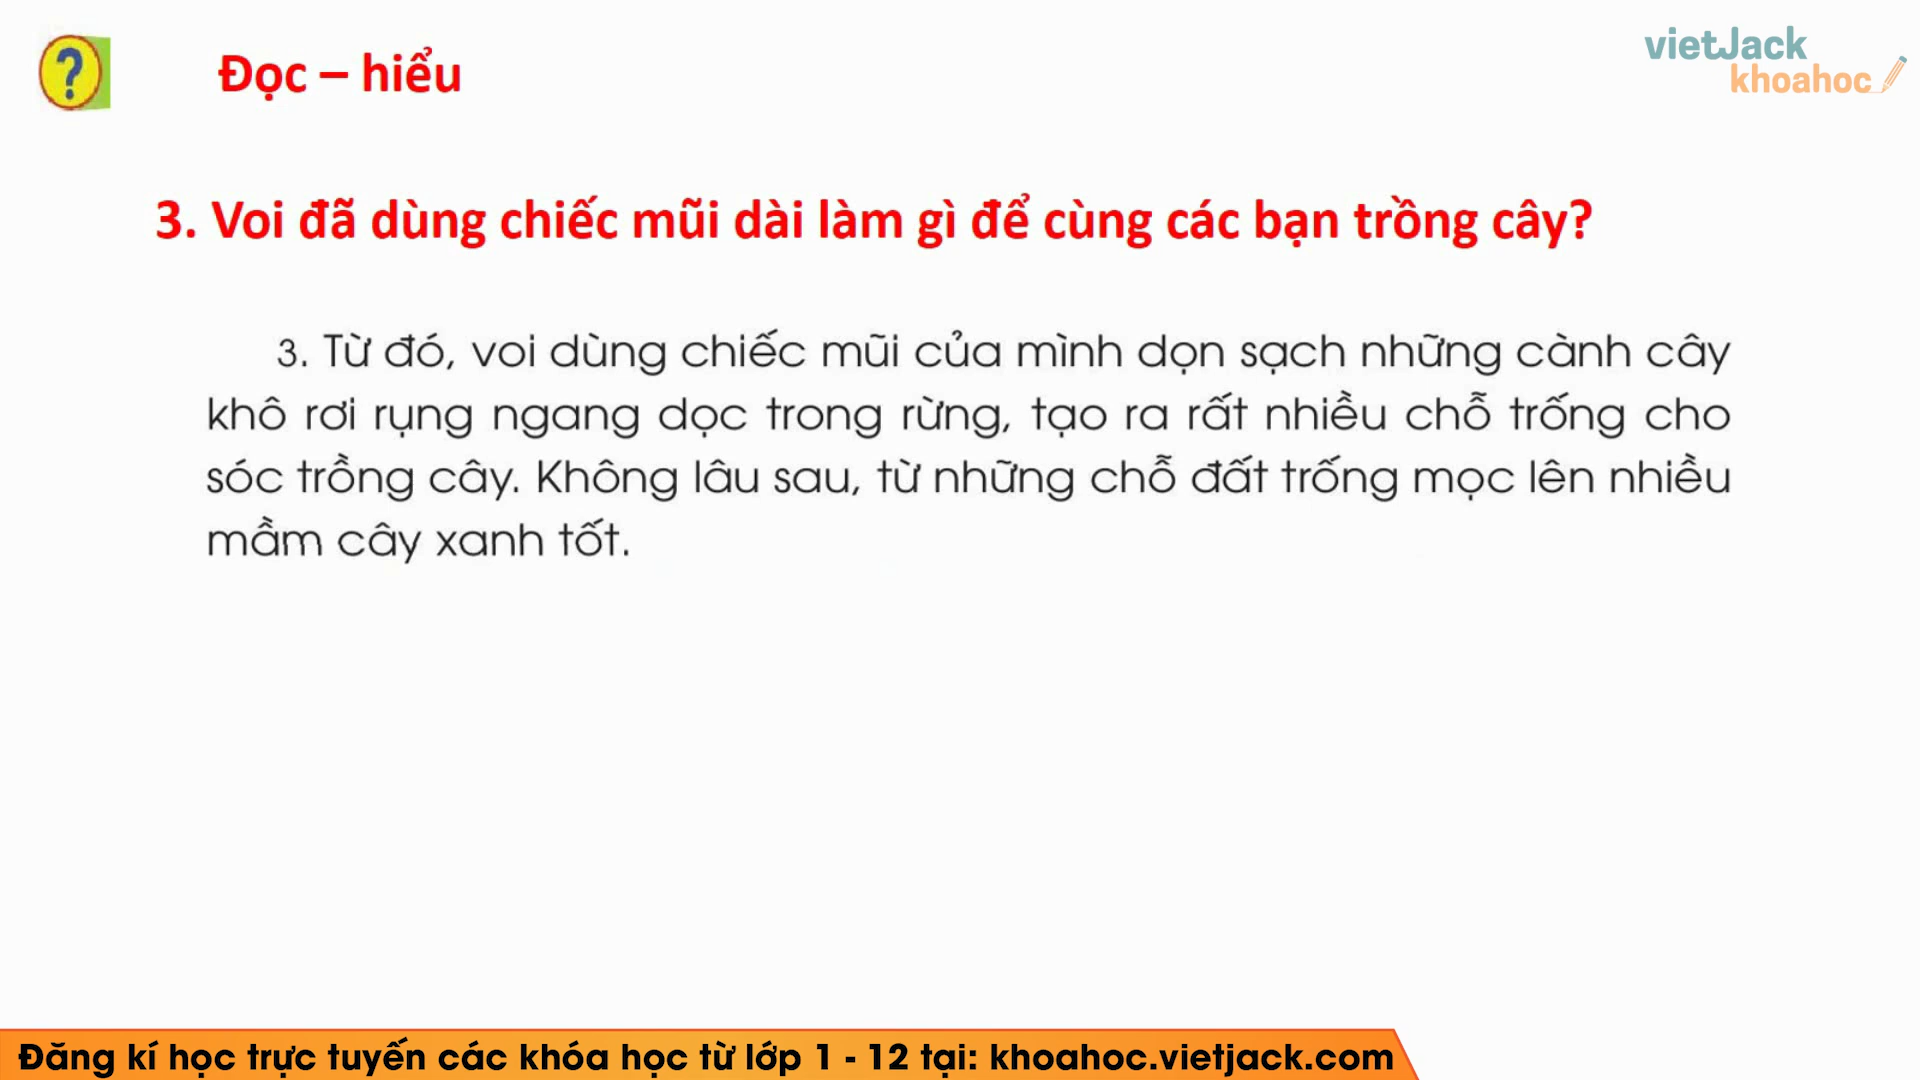 ?
Đọc – hiểu
vietJack
khoahoc
3. Voi đã dùng chiếc mũi dài làm gì để cùng các bạn trồng cây?
3. Từ đó, voi dùng chiếc mũi của mình dọn sạch những cành cây
khô rơi rụng ngang dọc trong rừng, tạo ra rất nhiều chỗ trống cho
sóc trồng cây. Không lâu sau, từ những chỗ đất trống mọc lên nhiều
mầm cây xanh tốt.
Đăng kí học trực tuyến các khóa học từ lớp 1 - 12 tại: khoahoc.vietjack.com